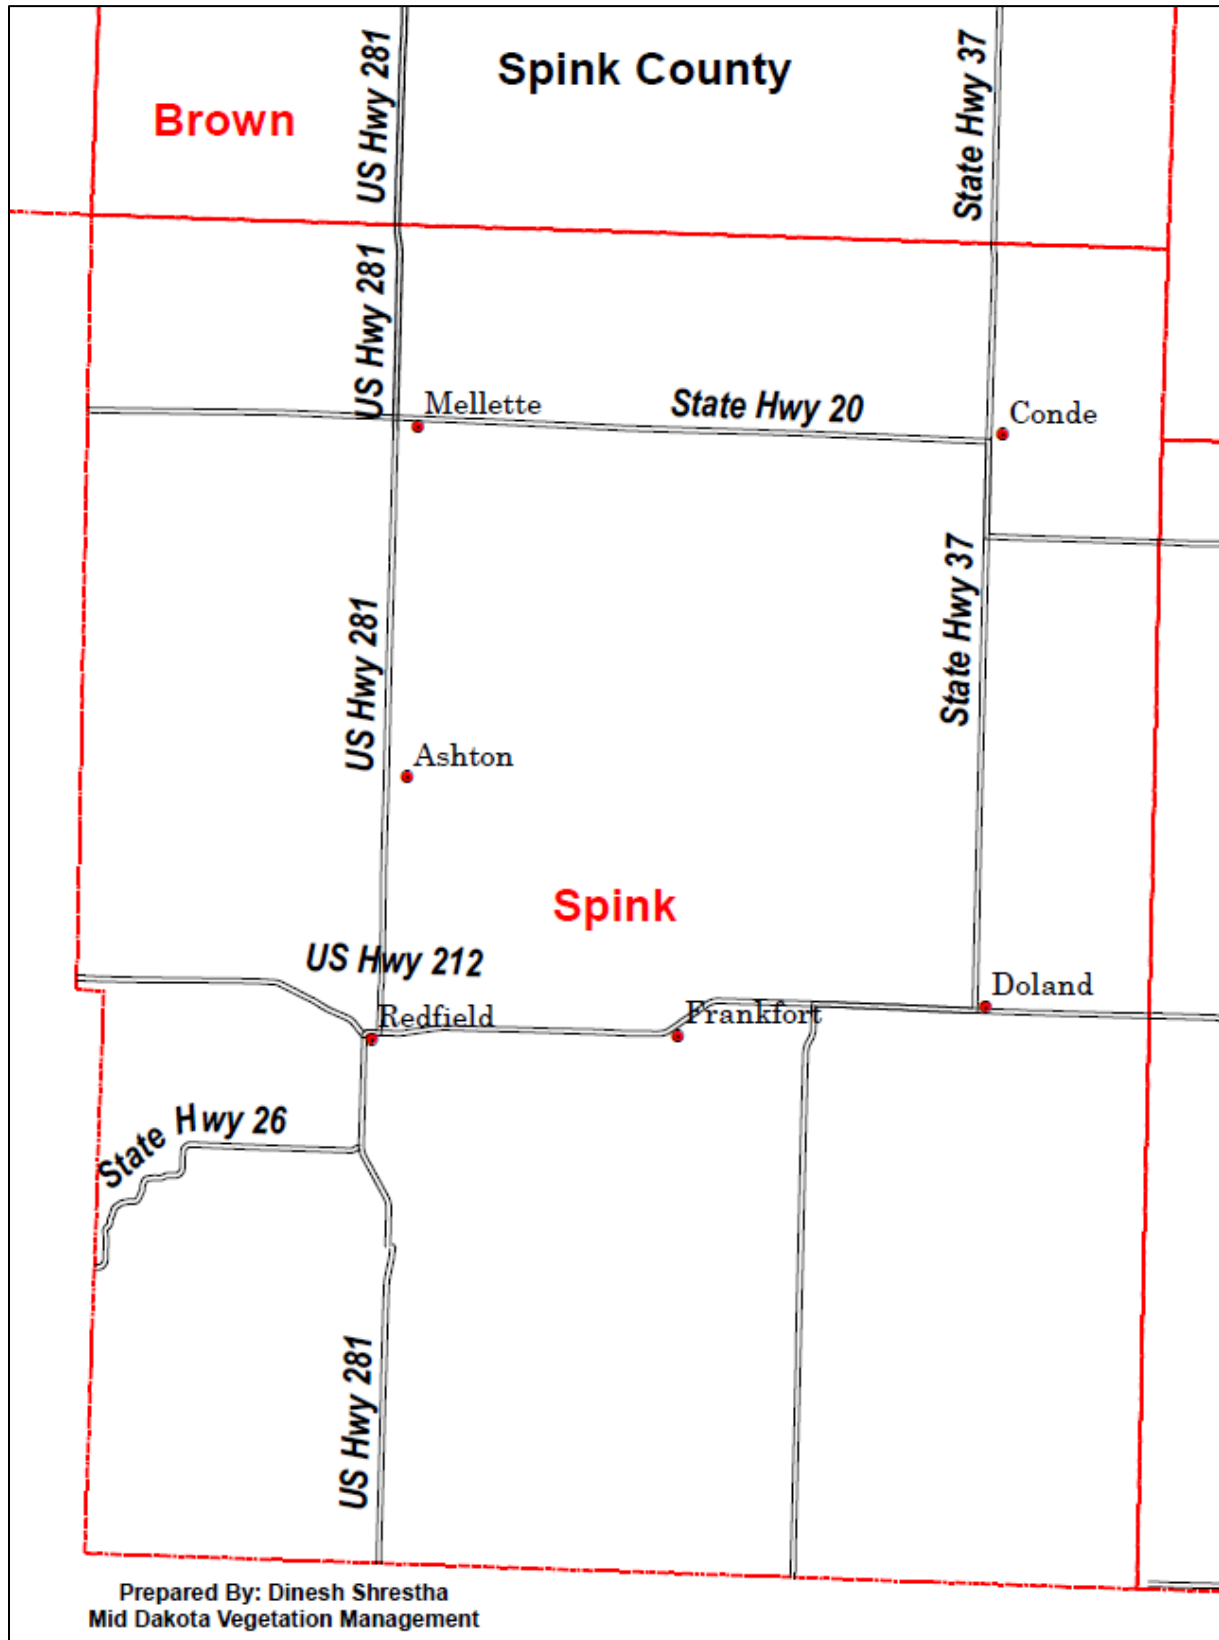 Spink County
Brown
US Hwy 281
State Hwy 37
US Hwy 281
Mellette
State Hwy 20
Conde
US Hwy 281
State Hwy 37
Ashton
Spink
US Hwy 212
Redfield
Frankfort
Doland
State Hwy 26
US Hwy 281
Prepared By: Dinesh Shrestha
Mid Dakota Vegetation Management